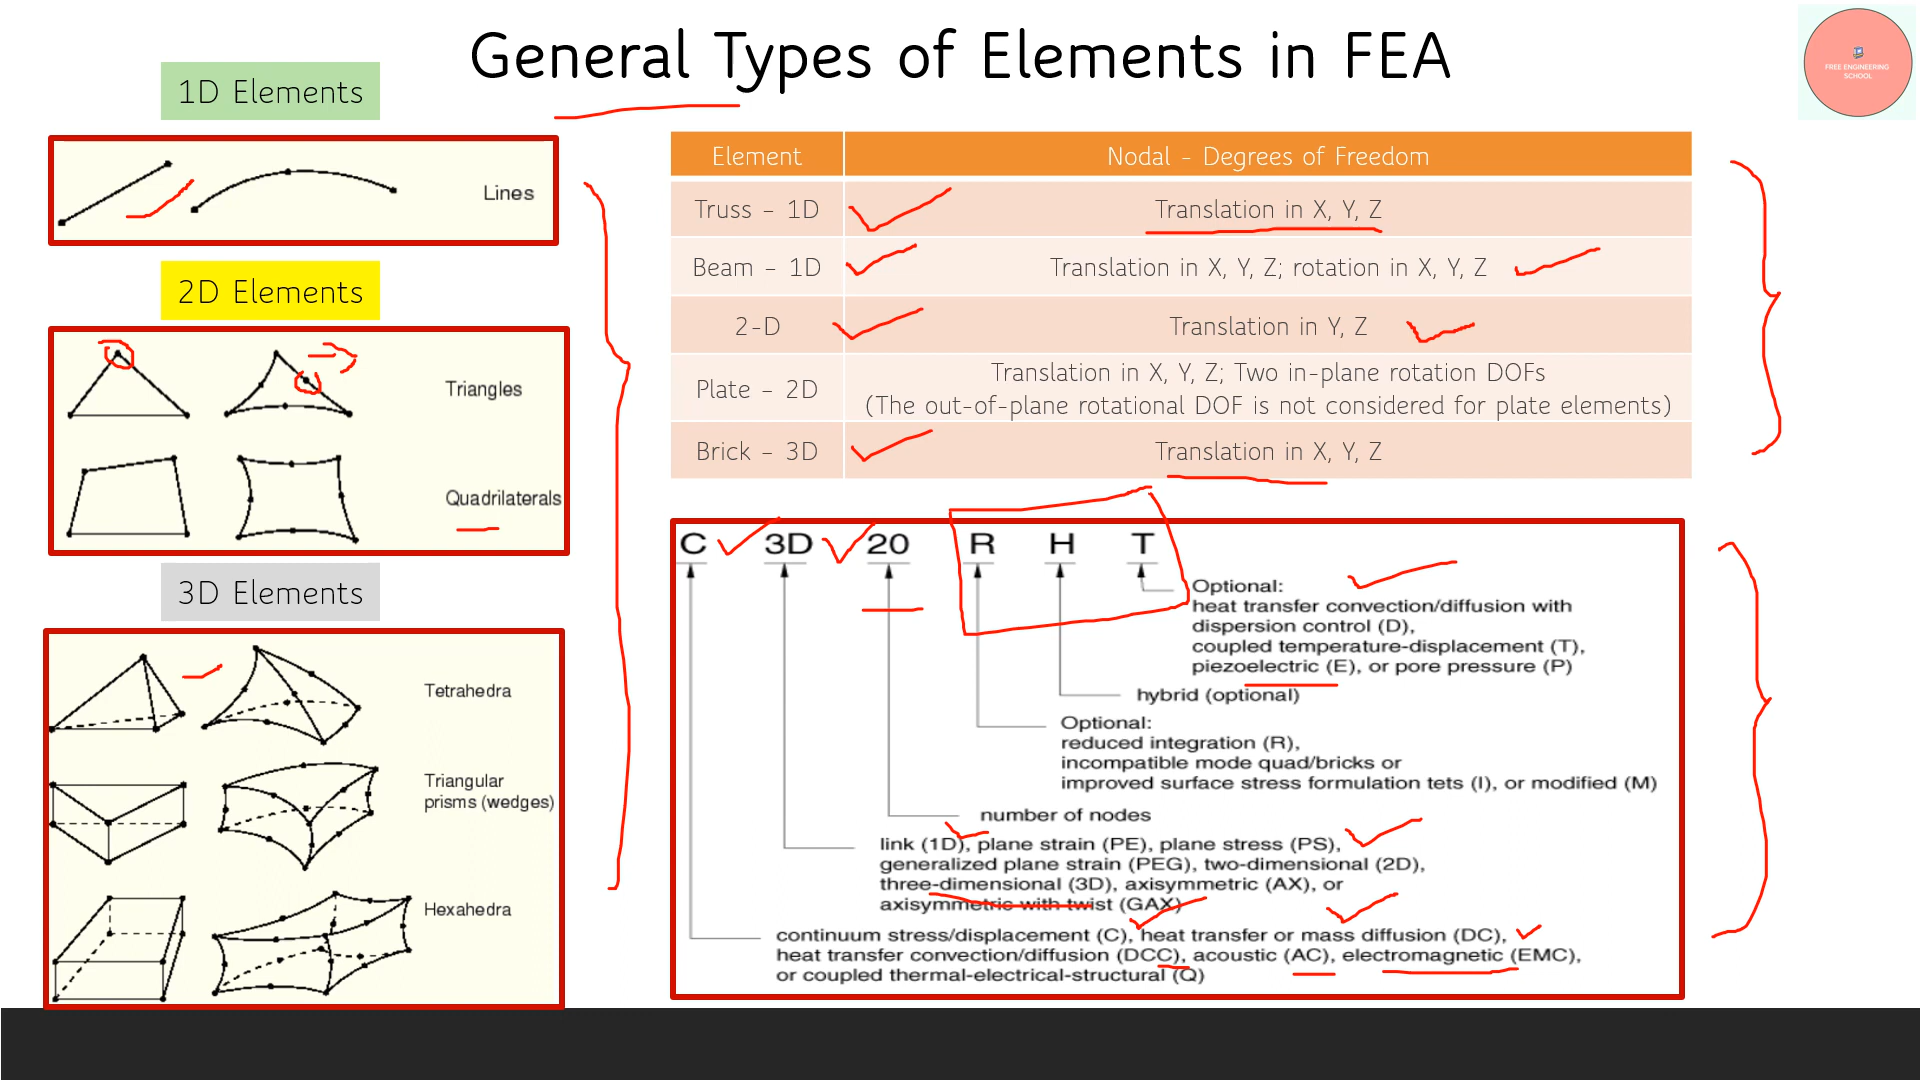 General Types of Elements in FEA
FREE ENGINEERING
SCHOOL
1D Elements
Lines
2D Elements
Triangles
Quadrilaterals
3D Elements
Tetrahedra
Triangular
prisms (wedges)
Hexahedra
Element Nodal - Degrees of Freedom
Truss - 1D Translation in X, Y, Z
Beam - 1D Translation in X, Y, Z; rotation in X, Y, Z
2-D Translation in Y, Z
Plate - 2D Translation in X, Y, Z; Two in-plane rotation DOFs
(The out-of-plane rotational DOF is not considered for plate elements)
Brick - 3D Translation in X, Y, Z
C 3D 20 R H T
Optional:
heat transfer convection/diffusion with
dispersion control (D),
coupled temperature-displacement (T),
piezoelectric (E), or pore pressure (P)
hybrid (optional)
Optional:
reduced integration (R),
incompatible mode quad/bricks or
improved surface stress formulation tets (I), or modified (M)
number of nodes
link (1D), plane strain (PE), plane stress (PS),
generalized plane strain (PEG), two-dimensional (2D),
three-dimensional (3D), axisymmetric (AX), or
axisymmetric with twist (GAX)
continuum stress/displacement (C), heat transfer or mass diffusion (DC),
heat transfer convection/diffusion (DCC), acoustic (AC), electromagnetic (EMC),
or coupled thermal-electrical-structural (Q)